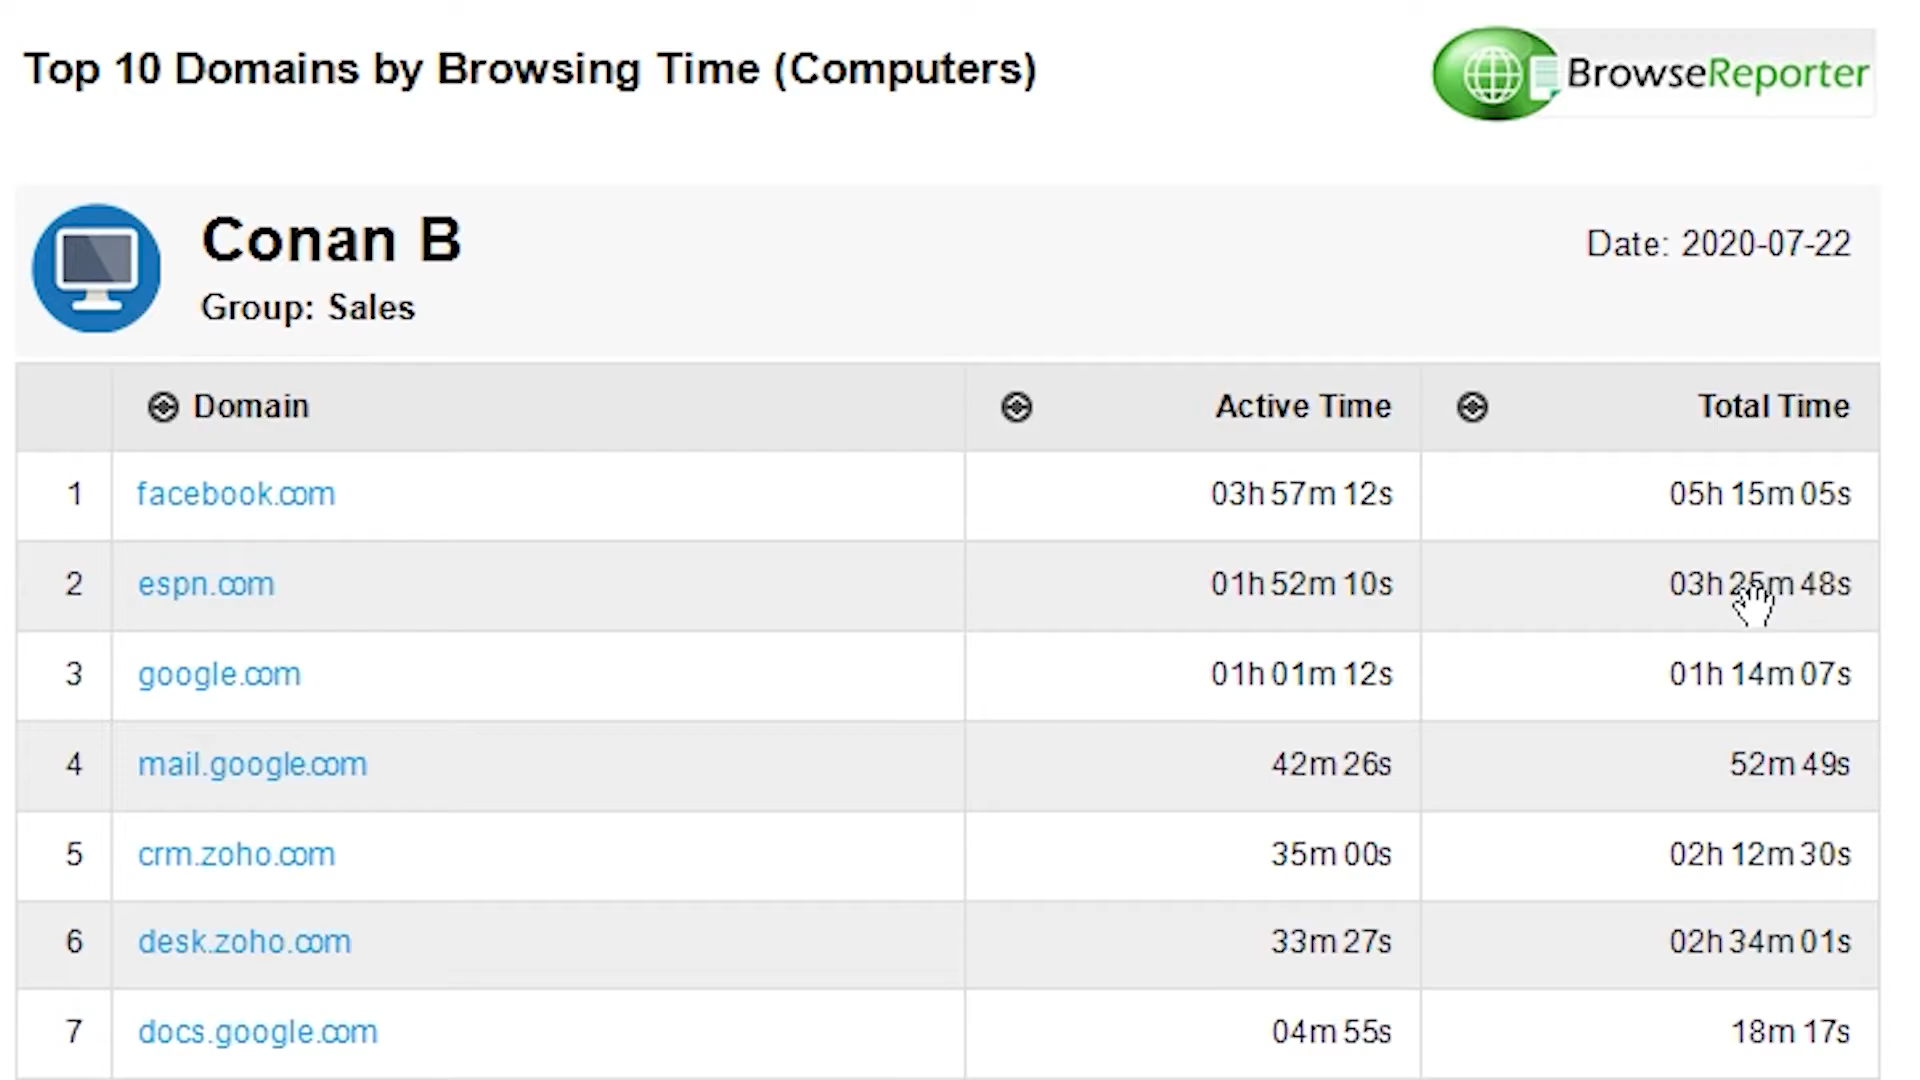 Top 10 Domains by Browsing Time (Computers)
BrowseReporter
Conan B
Date: 2020-07-22
Group: Sales
Domain Active Time Total Time
1 facebook.com 03h 57m 12s 05h 15m 05s
2 espn.com 01h 52m 10s 03h 25m 48s
3 google.com 01h 01m 12s 01h 14m 07s
4 mail.google.com 42m 26s 52m 49s
5 crm.zoho.com 35m 00s 02h 12m 30s
6 desk.zoho.com 33m 27s 02h 34m 01s
7 docs.google.com 04m 55s 18m 17s